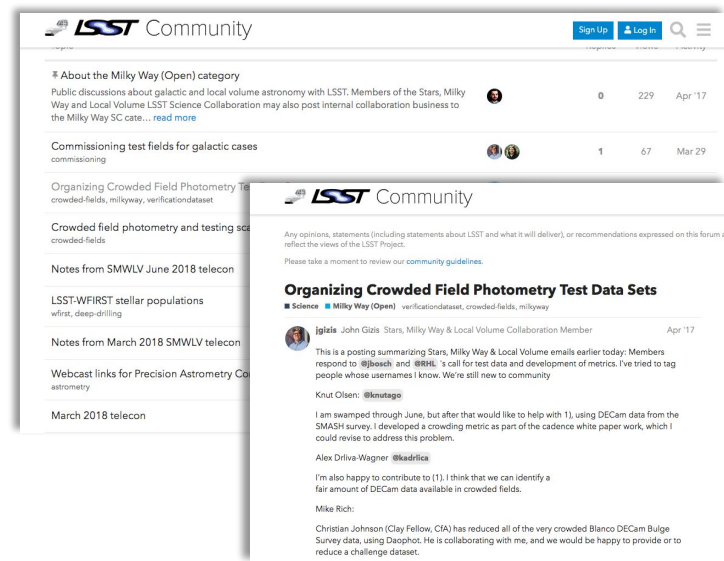 LSST Community
Sign Up
Log In
About the Milky Way (Open) category
Public discussions about galactic and local volume astronomy with LSST. Members of the Stars, Milky
Way and Local Volume LSST Science Collaboration may also post internal collaboration business to
the Milky Way SC cate… read more
0 229 Apr '17
Commissioning test fields for galactic cases
commissioning
1 67 Mar 29
Organizing Crowded Field Photometry Te
crowded-fields, milkyway, verificationdataset
Crowded field photometry and testing sca
crowded-fields
Notes from SMWLV June 2018 telecon
LSST-WFIRST stellar populations
wfirst, deep-drilling
Notes from March 2018 SMWLV telecon
Webcast links for Precision Astrometry Co
astrometry
March 2018 telecon
LSST Community
Any opinions, statements (including statements about LSST and what it will deliver), or recommendations expressed on this forum a
reflect the views of the LSST Project.
Please take a moment to review our community guidelines.
Organizing Crowded Field Photometry Test Data Sets
Science Milky Way (Open) verificationdataset, crowded-fields, milkyway
jgizis John Gizis Stars, Milky Way & Local Volume Collaboration Member Apr '17
This is a posting summarizing Stars, Milky Way & Local Volume emails earlier today: Members
respond to @jbosch and @RHL 's call for test data and development of metrics. I've tried to tag
people whose usernames I know. We're still new to community
Knut Olsen: @knutago
I am swamped through June, but after that would like to help with 1), using DECam data from the
SMASH survey. I developed a crowding metric as part of the cadence white paper work, which I
could revise to address this problem.
Alex Drliva-Wagner @kadrlica
I'm also happy to contribute to (1). I think that we can identify a
fair amount of DECam data available in crowded fields.
Mike Rich:
Christian Johnson (Clay Fellow, CfA) has reduced all of the very crowded Blanco DECam Bulge
Survey data, using Daophot. He is collaborating with me, and we would be happy to provide or to
reduce a challenge dataset.